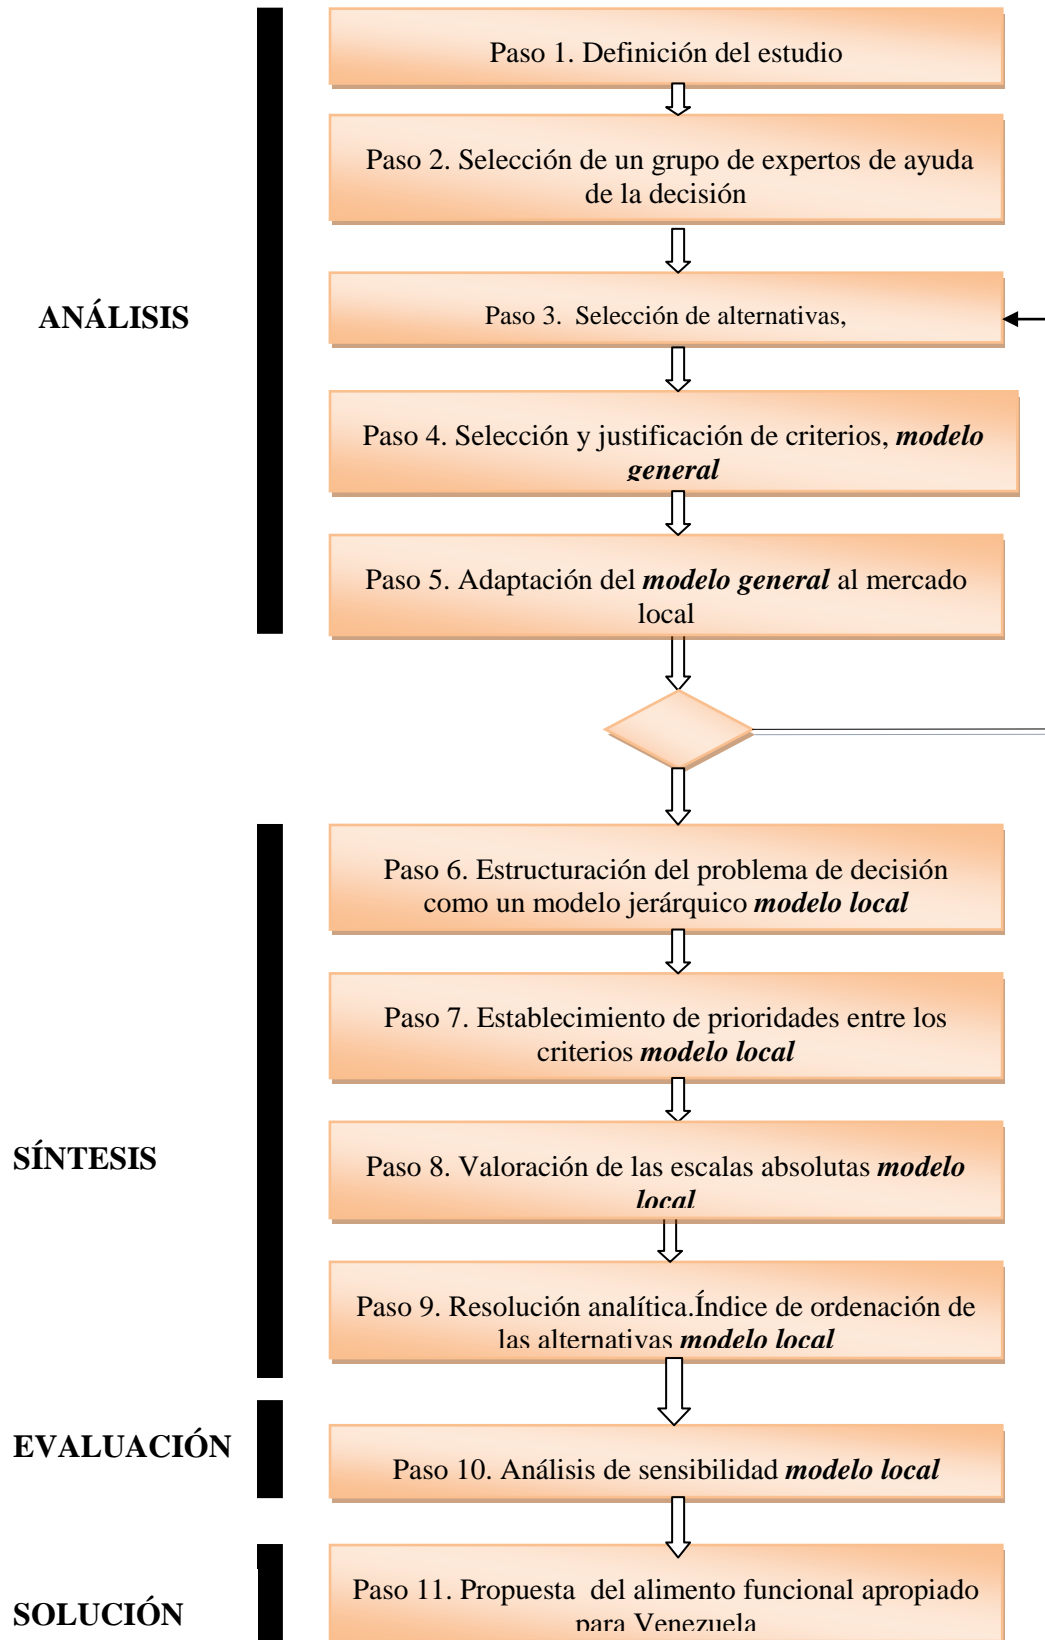 Paso 1. Definición del estudio
Paso 2. Selección de un grupo de expertos de ayuda
de la decisión
ANÁLISIS
Paso 3. Selección de alternativas,
Paso 4. Selección y justificación de criterios, modelo
general
Paso 5. Adaptación del modelo general al mercado
local
Paso 6. Estructuración del problema de decisión
como un modelo jerárquico modelo local
Paso 7. Establecimiento de prioridades entre los
criterios modelo local
SÍNTESIS
Paso 8. Valoración de las escalas absolutas modelo
local
Paso 9. Resolución analítica.Índice de ordenación de
las alternativas modelo local
EVALUACIÓN
Paso 10. Análisis de sensibilidad modelo local
SOLUCIÓN
Paso 11. Propuesta del alimento funcional apropiado
para Venezuela